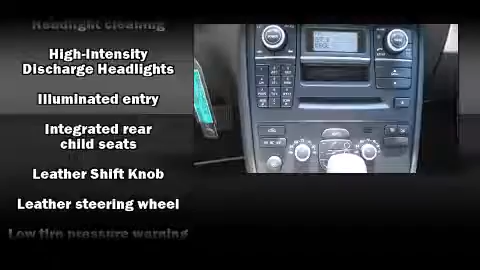 Headlight cleaning
High-Intensity
Discharge Headlights
Illuminated entry
Integrated rear
child seats
Leather Shift Knob
Leather steering wheel
Low tire pressure warning